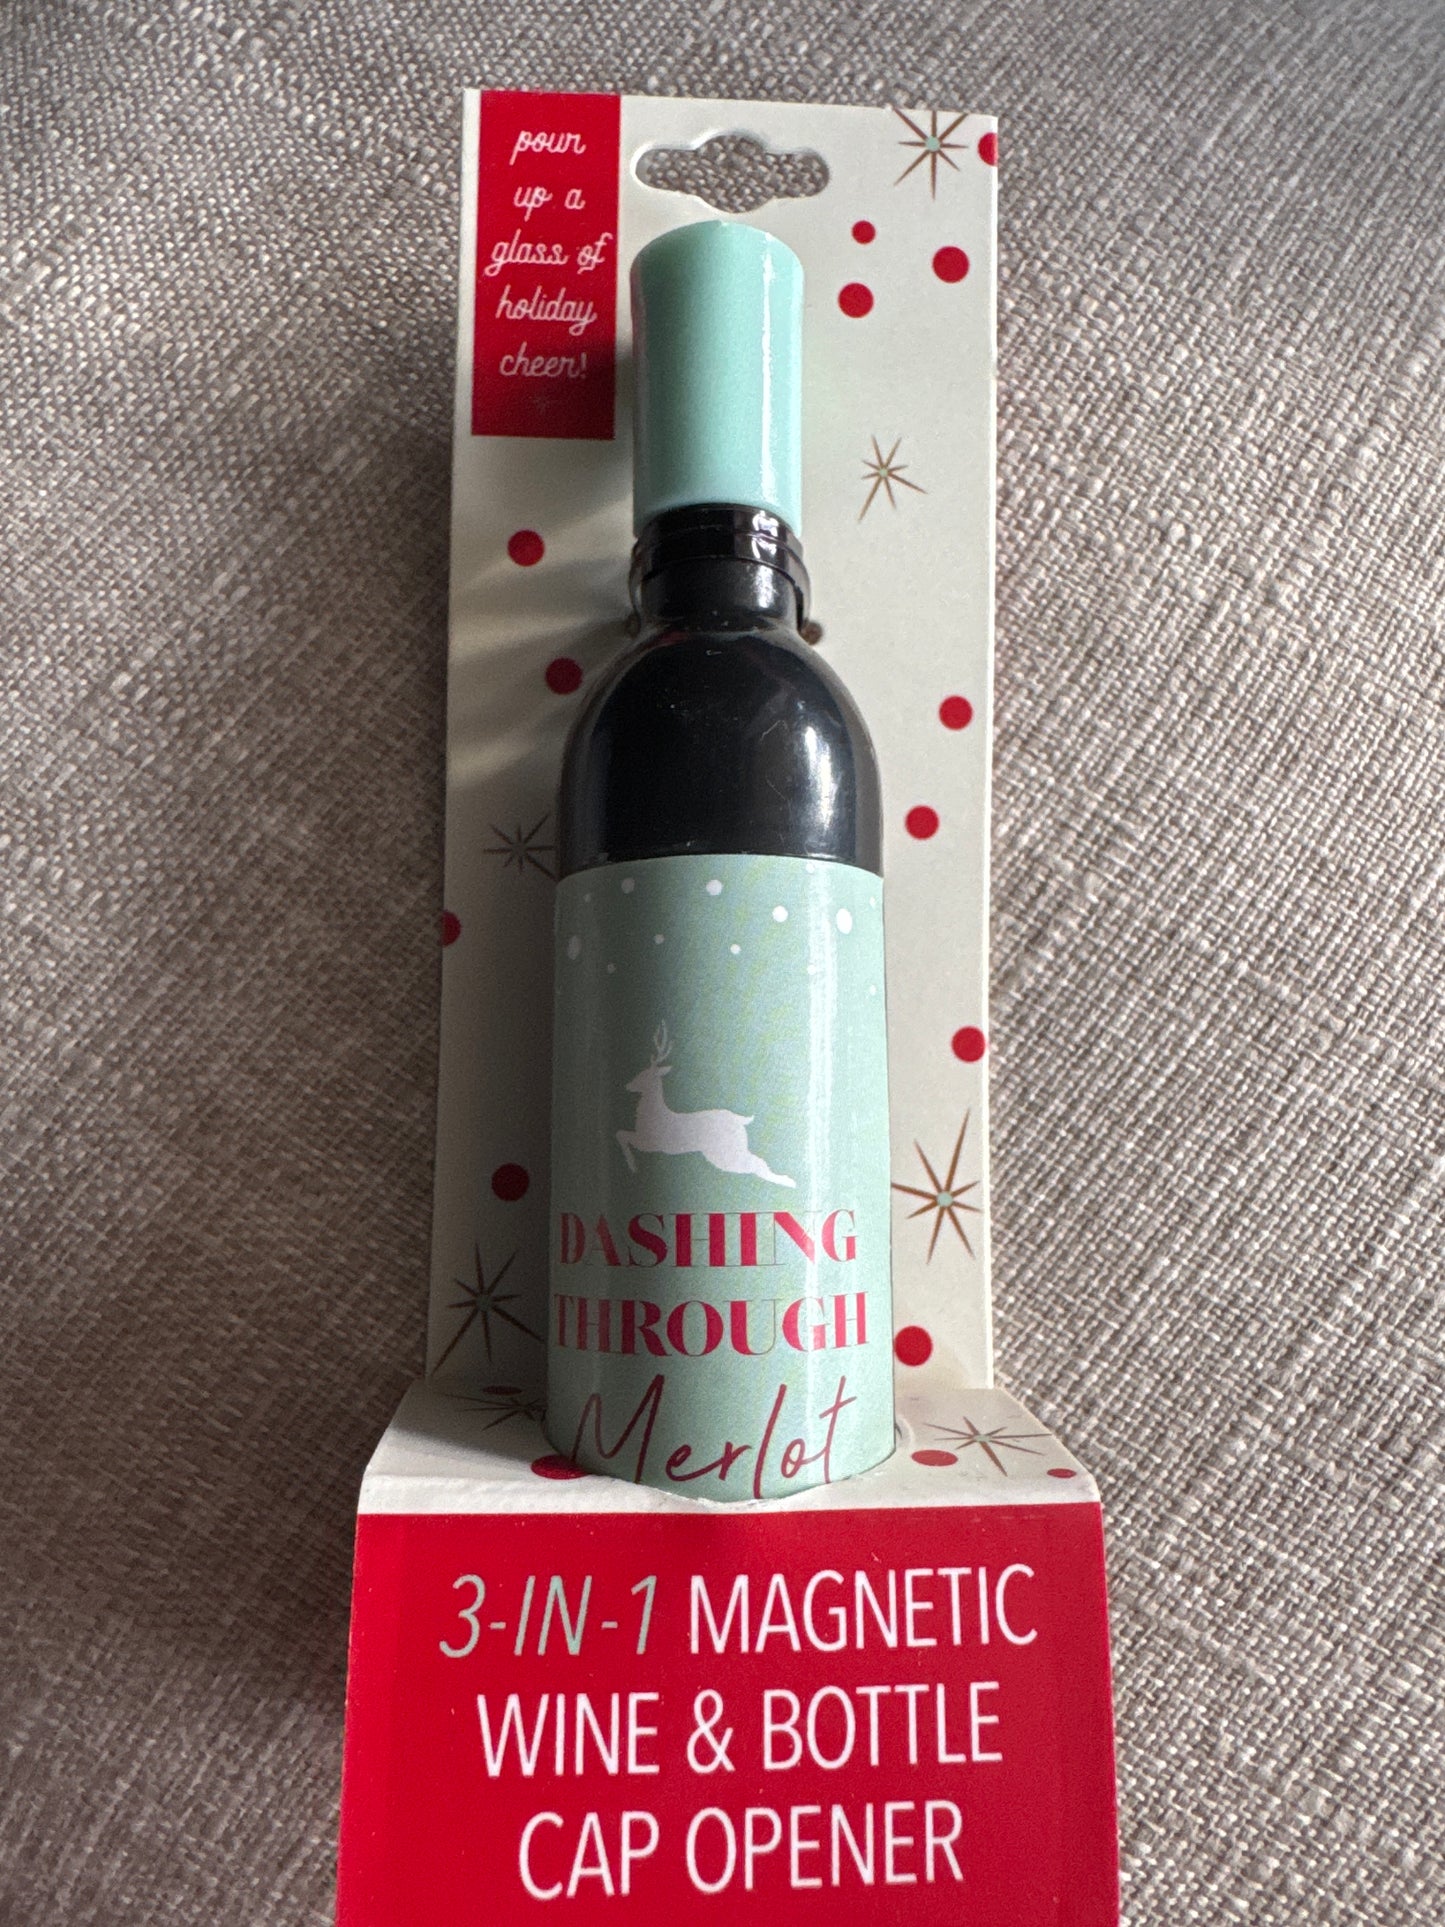 pour
up a
glass of
holiday
cheer!
DASHING
THROUGH
Merlot
3-IN-1 MAGNETIC
WINE & BOTTLE
CAP OPENER